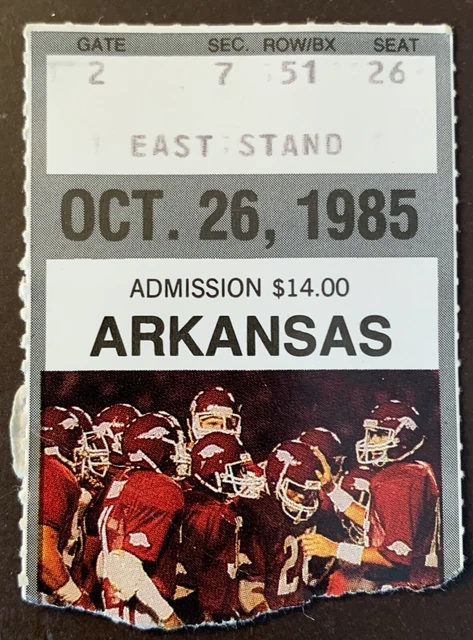 GATE SEC. ROW/BX SEAT
2 7 51 26
EAST STAND
OCT. 26, 1985
ADMISSION $14.00
ARKANSAS